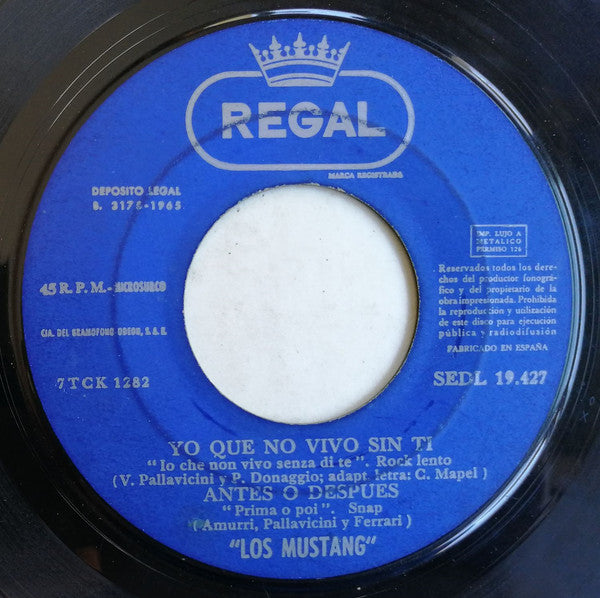 REGAL
MARCA REGISTRADA
DEPOSITO LEGAL
B. 3178-1965
IMP. LUJO A
METALICO
PERMISO 126
45 R. P. M. - MICROSURCO
Reservados todos los dere-
chos del productor fonográ-
fico y del propietario de la
obra impresionada. Prohibida
la reproducción y utilización
de este disco para ejecución
pública y radiodifusión
CIA. DEL GRAMOFONO ODEON, S. A. E.
FABRICADO EN ESPAÑA
7TCK 1282
SEDL 19.427
YO QUE NO VIVO SIN TI
"Io che non vivo senza di te". Rock lento
(V. Pallavicini y P. Donaggio; adapt. letra: C. Mapel)
ANTES O DESPUES
"Prima o poi". Snap
(Amurri, Pallavicini y Ferrari)
"LOS MUSTANG"